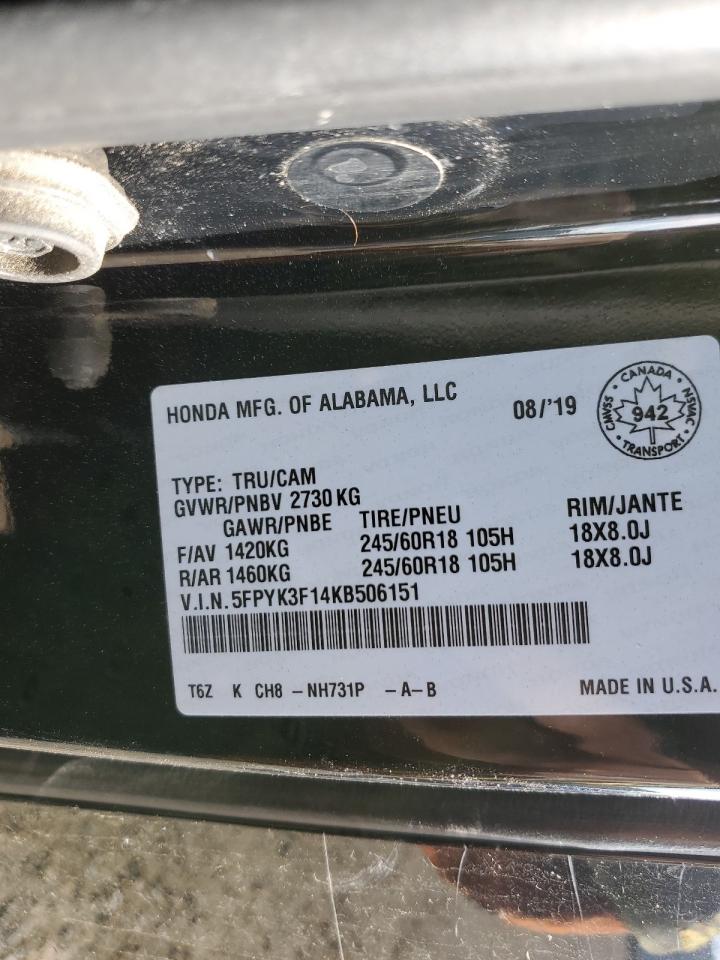 HONDA MFG. OF ALABAMA, LLC
08/'19
CANADA
CMVSS
942
NSVAC
TRANSPORT
TYPE: TRU/CAM
GVWR/PNBV 2730 KG
GAWR/PNBE TIRE/PNEU RIM/JANTE
F/AV 1420KG 245/60R18 105H 18X8.0J
R/AR 1460KG 245/60R18 105H 18X8.0J
V.I.N. 5FPYK3F14KB506151
T6Z K CH8 -NH731P -A-B MADE IN U.S.A.